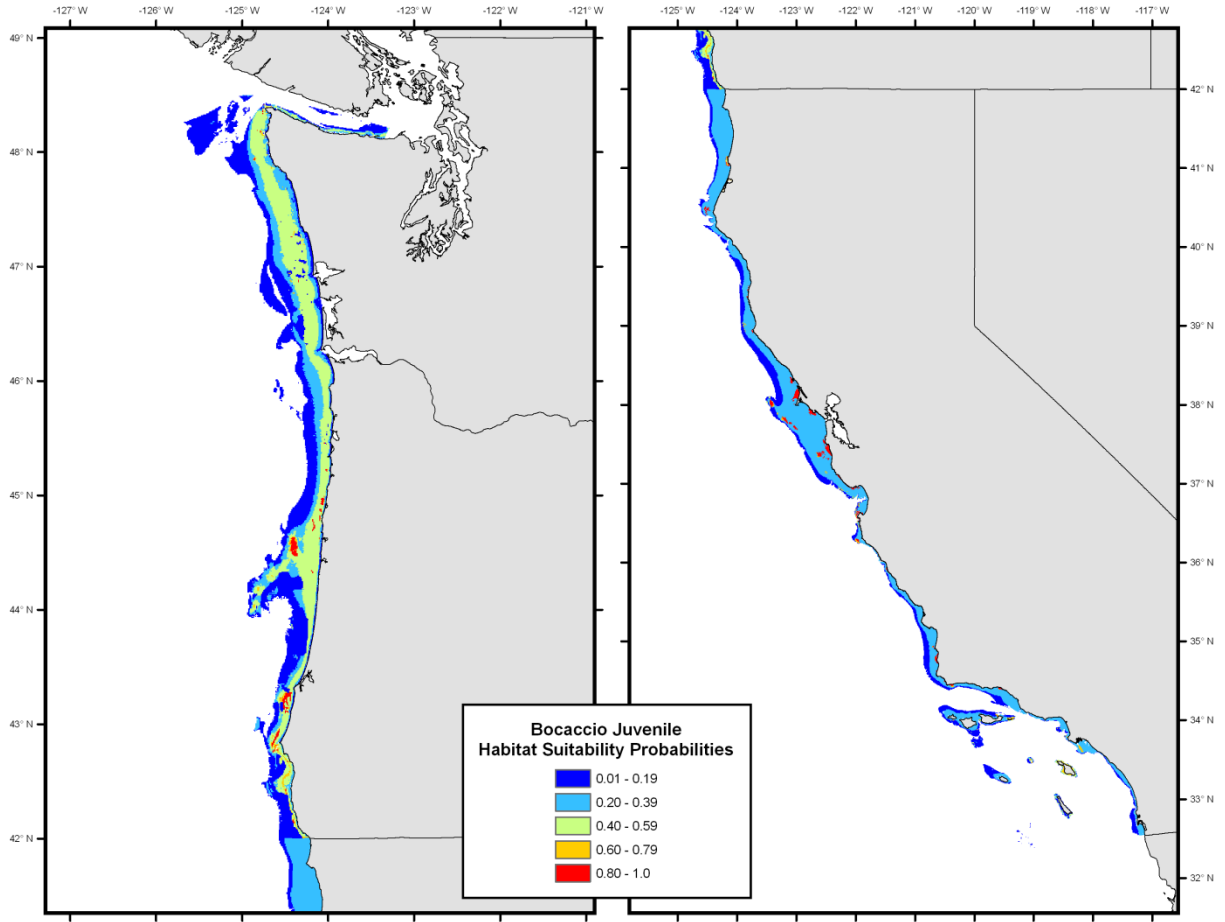 -127° W -126° W -125° W -124° W -123° W -122° W -121° W
-125° W -124° W -123° W -122° W -121° W -120° W -119° W -118° W -117° W
49° N
48° N
47° N
46° N
45° N
44° N
43° N
42° N
42° N
41° N
40° N
39° N
38° N
37° N
36° N
35° N
34° N
33° N
32° N
Bocaccio Juvenile
Habitat Suitability Probabilities
0.01 - 0.19
0.20 - 0.39
0.40 - 0.59
0.60 - 0.79
0.80 - 1.0